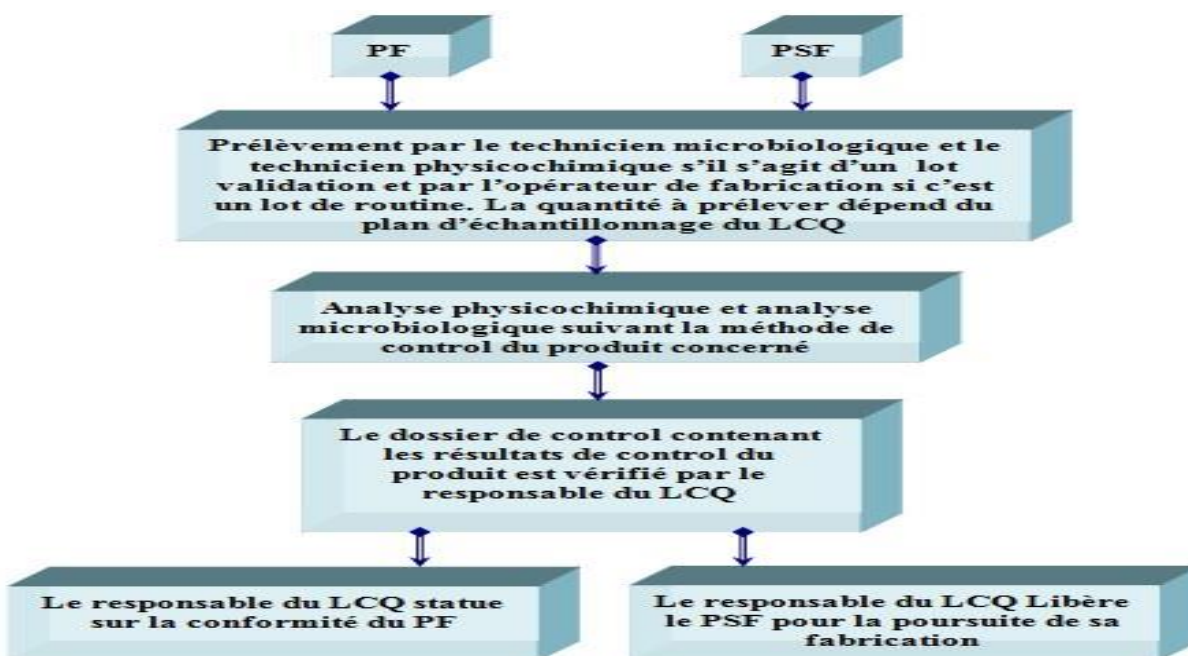 PF
PSF
Prélèvement par le technicien microbiologique et le
technicien physicochimique s’il s’agit d’un lot
validation et par l’opérateur de fabrication si c’est
un lot de routine. La quantité à prélever dépend du
plan d’échantillonnage du LCQ
Analyse physicochimique et analyse
microbiologique suivant la méthode de
control du produit concerné
Le dossier de control contenant
les résultats de control du
produit est vérifié par le
responsable du LCQ
Le responsable du LCQ statue
sur la conformité du PF
Le responsable du LCQ Libère
le PSF pour la poursuite de sa
fabrication